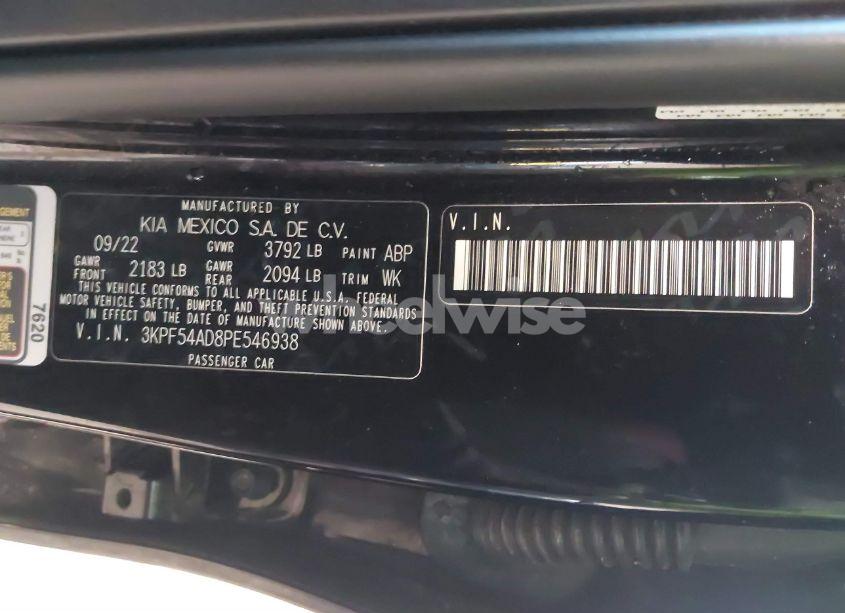 MANUFACTURED BY
KIA MEXICO S.A. DE C.V.
09/22 GVWR 3792 LB PAINT ABP
GAWR FRONT 2183 LB GAWR REAR 2094 LB TRIM WK
THIS VEHICLE CONFORMS TO ALL APPLICABLE U.S.A. FEDERAL
MOTOR VEHICLE SAFETY, BUMPER, AND THEFT PREVENTION STANDARDS
IN EFFECT ON THE DATE OF MANUFACTURE SHOWN ABOVE.
V.I.N. 3KPF54AD8PE546938
PASSENGER CAR
V.I.N.
7620
wheelwise